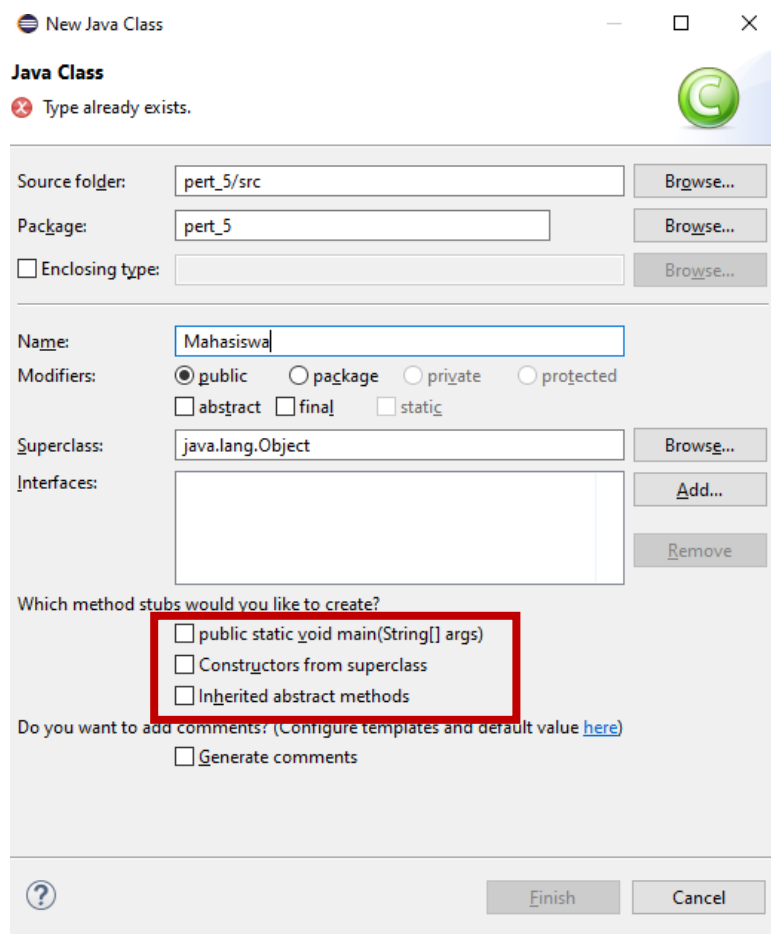 New Java Class
Java Class
Type already exists.
Source folder: pert_5/src Browse...
Package: pert_5 Browse...
Enclosing type: Browse...
Name: Mahasiswa
Modifiers: public package private protected
abstract final static
Superclass: java.lang.Object Browse...
Interfaces: Add...
Remove
Which method stubs would you like to create?
public static void main(String[] args)
Constructors from superclass
Inherited abstract methods
Do you want to add comments? (Configure templates and default value here)
Generate comments
? Finish Cancel